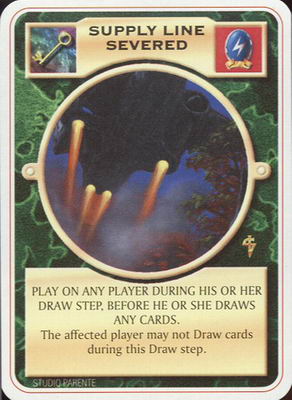 SUPPLY LINE
SEVERED
PLAY ON ANY PLAYER DURING HIS OR HER
DRAW STEP, BEFORE HE OR SHE DRAWS
ANY CARDS.
The affected player may not Draw cards
during this Draw step.
STUDIO PARENTE